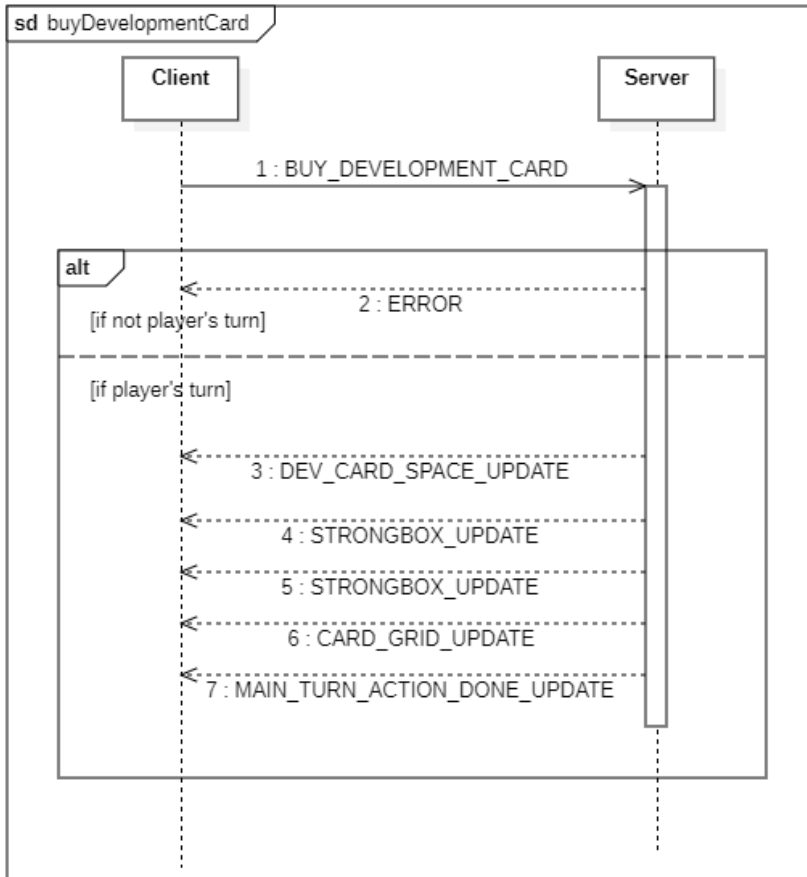 sd buyDevelopmentCard
Client
Server
1 : BUY_DEVELOPMENT_CARD
alt
2 : ERROR
[if not player's turn]
[if player's turn]
3 : DEV_CARD_SPACE_UPDATE
4 : STRONGBOX_UPDATE
5 : STRONGBOX_UPDATE
6 : CARD_GRID_UPDATE
7 : MAIN_TURN_ACTION_DONE_UPDATE